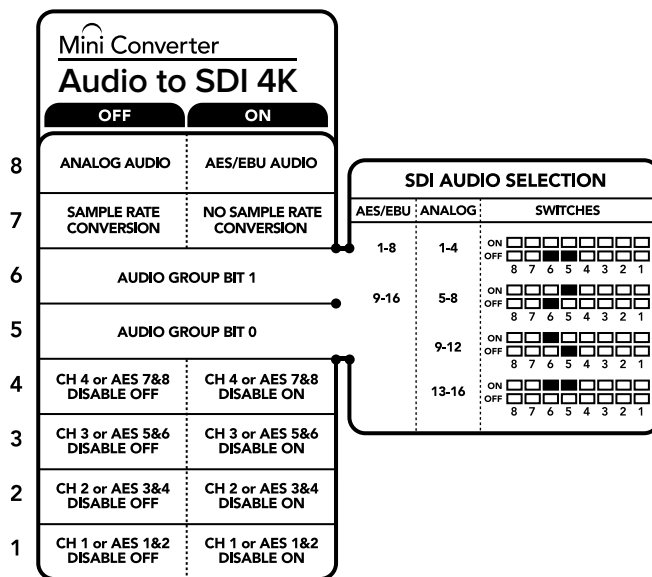 Mini Converter
Audio to SDI 4K
OFF ON
8 ANALOG AUDIO AES/EBU AUDIO
7 SAMPLE RATE CONVERSION NO SAMPLE RATE CONVERSION
6 AUDIO GROUP BIT 1
5 AUDIO GROUP BIT 0
4 CH 4 or AES 7&8 DISABLE OFF CH 4 or AES 7&8 DISABLE ON
3 CH 3 or AES 5&6 DISABLE OFF CH 3 or AES 5&6 DISABLE ON
2 CH 2 or AES 3&4 DISABLE OFF CH 2 or AES 3&4 DISABLE ON
1 CH 1 or AES 1&2 DISABLE OFF CH 1 or AES 1&2 DISABLE ON
SDI AUDIO SELECTION
AES/EBU ANALOG SWITCHES
1-8 1-4 ON
OFF
8 7 6 5 4 3 2 1
9-16 5-8 ON
OFF
8 7 6 5 4 3 2 1
9-12 ON
OFF
8 7 6 5 4 3 2 1
13-16 ON
OFF
8 7 6 5 4 3 2 1